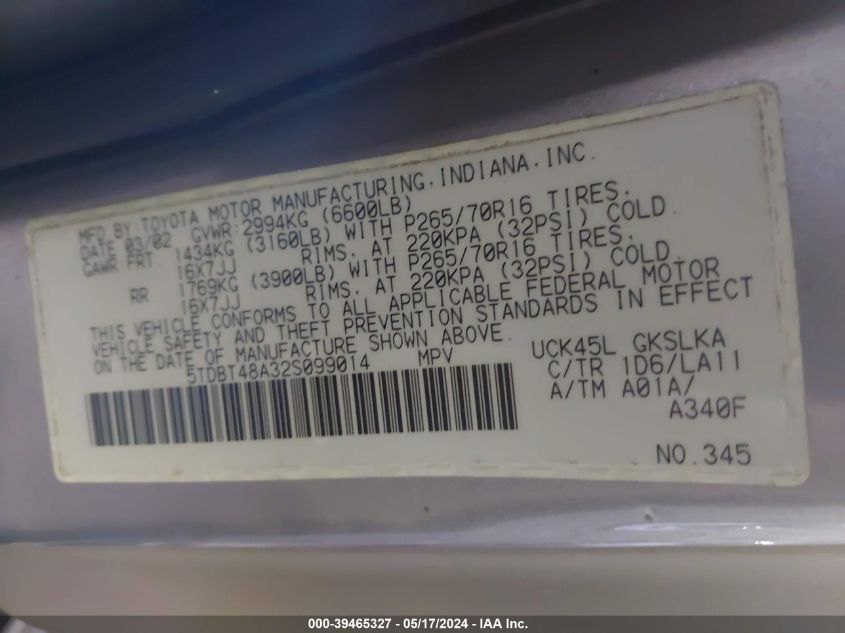 MFD.BY:TOYOTA MOTOR MANUFACTURING,INDIANA,INC.
DATE 03/02 GVWR:2994KG (6600LB)
GAWR FRT. 1434KG (3160LB) WITH P265/70R16 TIRES,
16X7JJ RIMS, AT 220KPA (32PSI) COLD.
RR. 1769KG (3900LB) WITH P265/70R16 TIRES,
16X7JJ RIMS, AT 220KPA (32PSI) COLD.
THIS VEHICLE CONFORMS TO ALL APPLICABLE FEDERAL MOTOR
VEHICLE SAFETY AND THEFT PREVENTION STANDARDS IN EFFECT
ON THE DATE OF MANUFACTURE SHOWN ABOVE.
5TDBT48A32S099014 MPV
UCK45L GKSLKA
C/TR 1D6/LA11
A/TM A01A/
A340F
NO.345
000-39465327 - 05/17/2024 - IAA Inc.